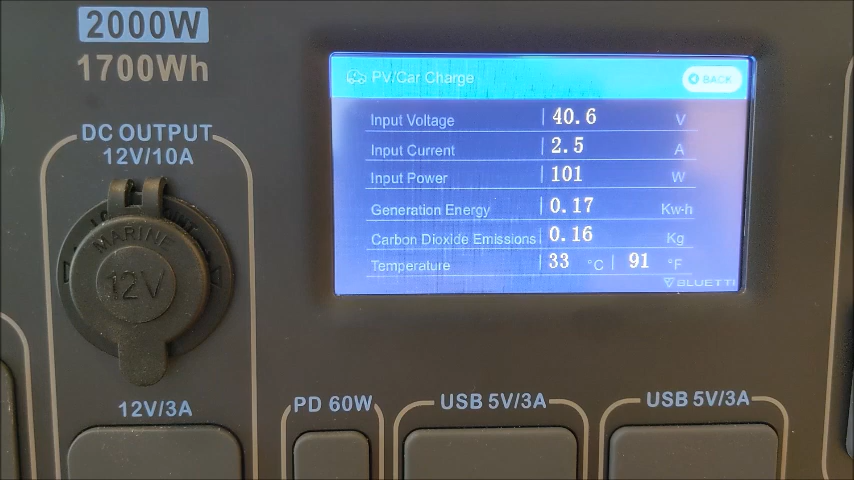 2000W
1700Wh
DC OUTPUT
12V/10A
MARINE
12V
12V/3A
PV/Car Charge
BACK
Input Voltage 40.6 V
Input Current 2.5 A
Input Power 101 W
Generation Energy 0.17 Kw-h
Carbon Dioxide Emissions 0.16 Kg
Temperature 33 °C 91 °F
BLUETTI
PD 60W
USB 5V/3A
USB 5V/3A